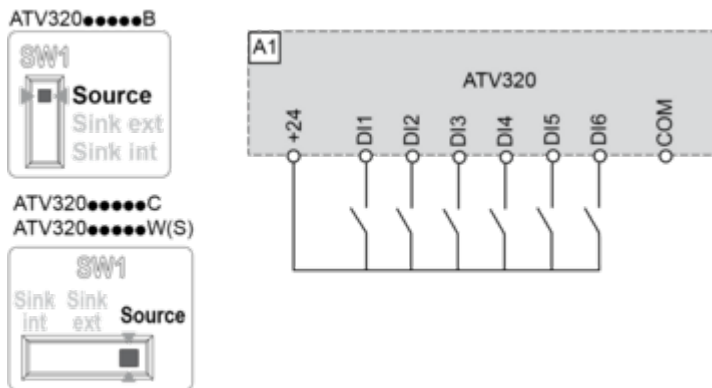 ATV320●●●●●B
SW1
Source
Sink ext
Sink int
ATV320●●●●●C
ATV320●●●●●W(S)
SW1
Sink int
Sink ext
Source
A1
ATV320
+24
DI1
DI2
DI3
DI4
DI5
DI6
COM